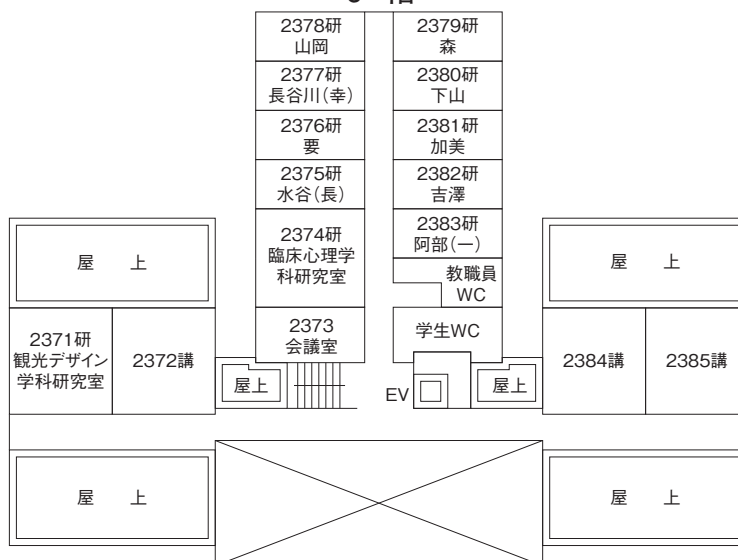 2378研
山岡
2379研
森
2377研
長谷川(幸)
2380研
下山
2376研
要
2381研
加美
2375研
水谷(長)
2382研
吉澤
2374研
臨床心理学
科研究室
2383研
阿部(一)
教職員
WC
屋 上
屋 上
2371研
観光デザイン
学科研究室
2372講
2373
会議室
学生WC
2384講
2385講
屋上
EV
屋上
屋 上
屋 上